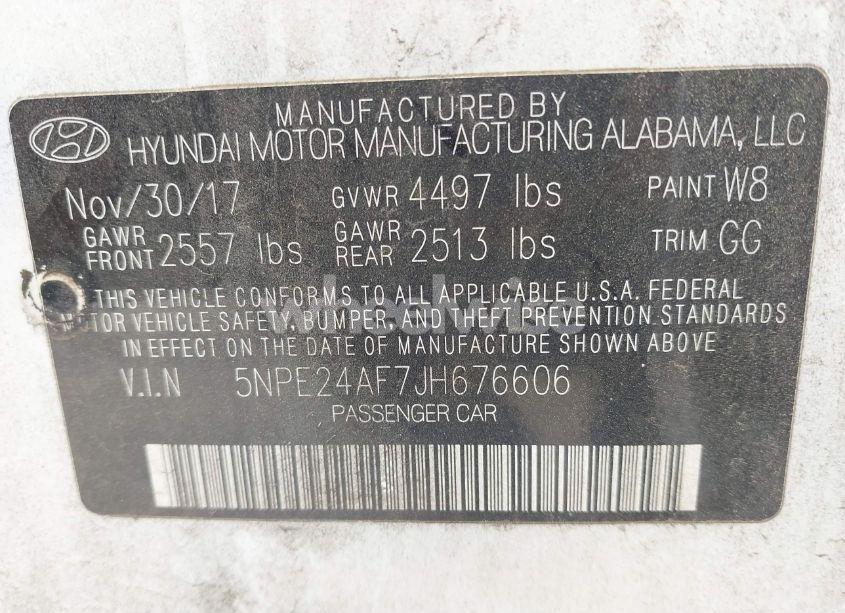 MANUFACTURED BY
HYUNDAI MOTOR MANUFACTURING ALABAMA, LLC
Nov/30/17 GVWR 4497 lbs PAINT W8
GAWR FRONT 2557 lbs GAWR REAR 2513 lbs TRIM GG
THIS VEHICLE CONFORMS TO ALL APPLICABLE U.S.A. FEDERAL
MOTOR VEHICLE SAFETY, BUMPER, AND THEFT PREVENTION STANDARDS
IN EFFECT ON THE DATE OF MANUFACTURE SHOWN ABOVE
V.I.N 5NPE24AF7JH676606
PASSENGER CAR
wheelwise